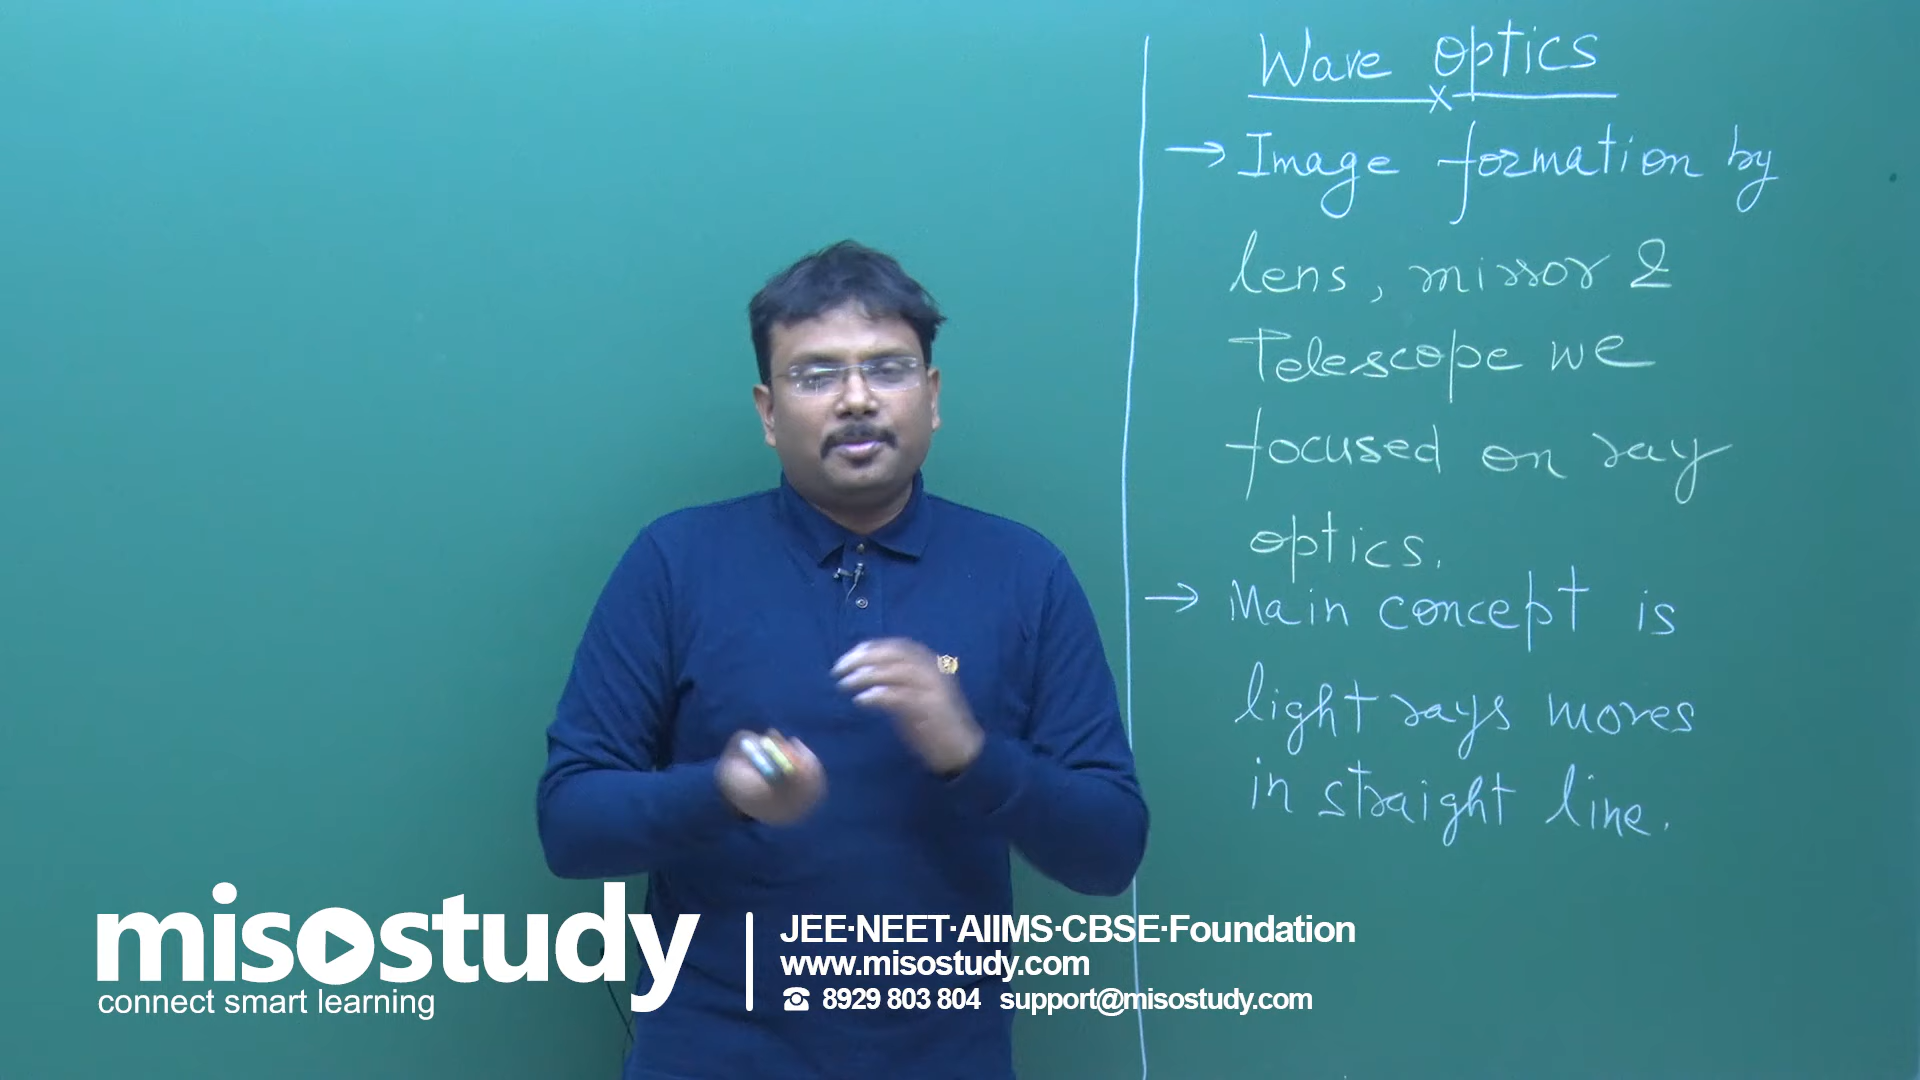 Wave optics
→ Image formation by
lens, mirror &
Telescope we
focused on ray
optics.
→ Main concept is
light rays moves
in straight line.
misostudy
connect smart learning
JEE·NEET·AIIMS·CBSE·Foundation
www.misostudy.com
☎ 8929 803 804 support@misostudy.com